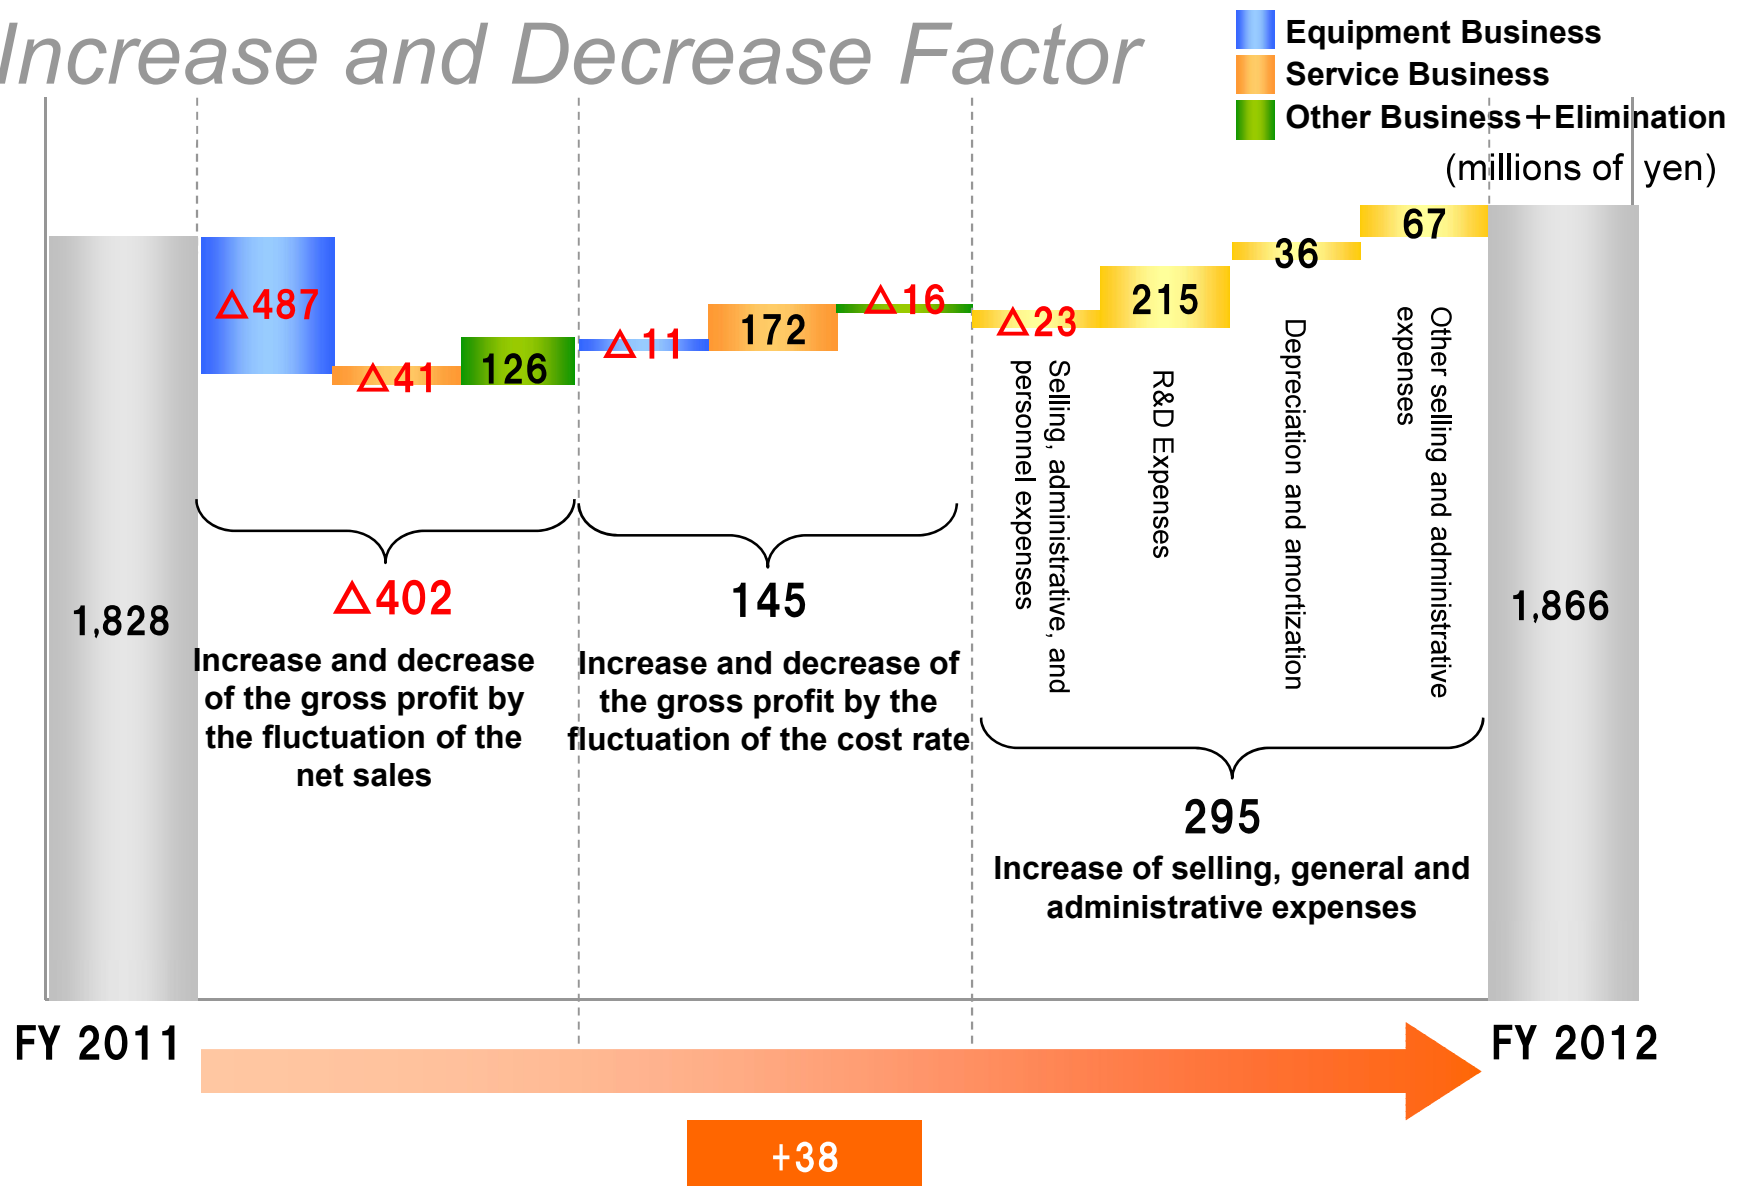 Increase and Decrease Factor
Equipment Business
Service Business
Other Business＋Elimination
(millions of yen)
△487
△41
126
△11
172
△16
△23
215
36
67
Selling, administrative, and
personnel expenses
R&D Expenses
Depreciation and amortization
Other selling and administrative
expenses
1,828
△402
Increase and decrease
of the gross profit by
the fluctuation of the
net sales
145
Increase and decrease of
the gross profit by the
fluctuation of the cost rate
295
Increase of selling, general and
administrative expenses
1,866
FY 2011
FY 2012
+38